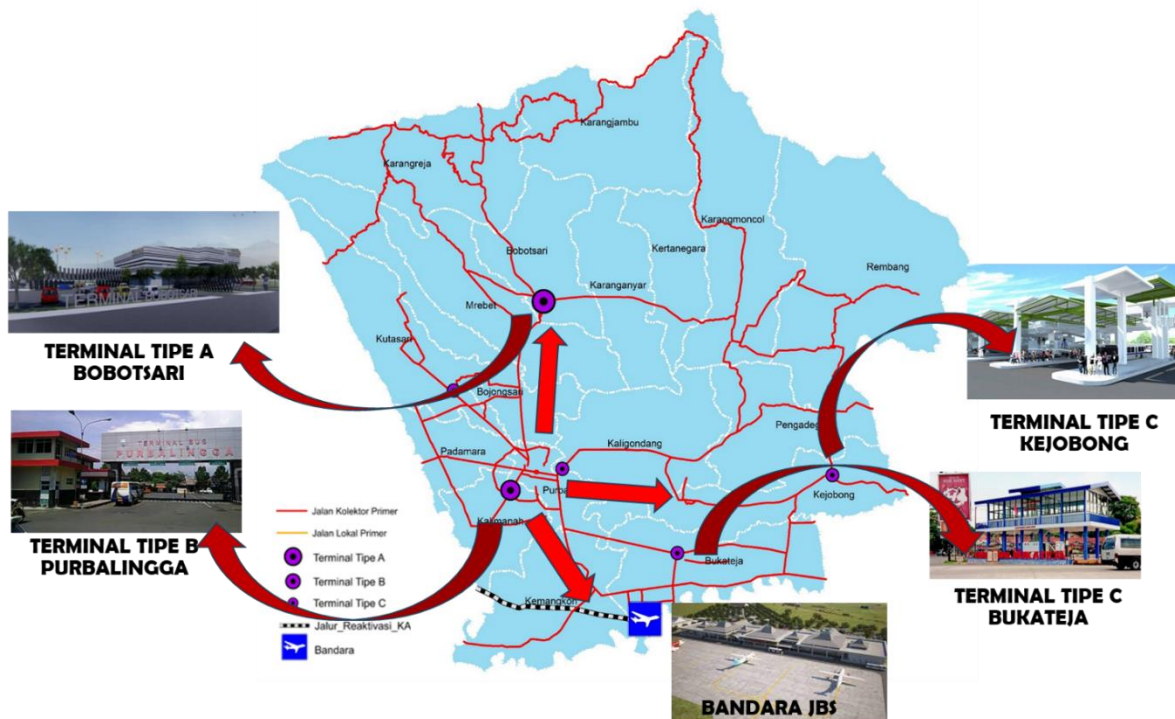 Karangjambu
Karangreja
Karangmoncol
Bobotsari
Kertanegara
Rembang
Karanganyar
Mrebet
Kutasari
Bojongsari
Pengadeg
Kaligondang
Padamara
Kejobong
Kalimanah
Bukateja
Kemangkon
TERMINAL TIPE A
BOBOTSARI
TERMINAL BUS
PURBALINGGA
TERMINAL TIPE B
PURBALINGGA
Jalan Kolektor Primer
Jalan Lokal Primer
Terminal Tipe A
Terminal Tipe B
Terminal Tipe C
Jalur_Reaktivasi_KA
Bandara
TERMINAL TIPE C
KEJOBONG
TERMINAL TIPE C
BUKATEJA
BANDARA JBS